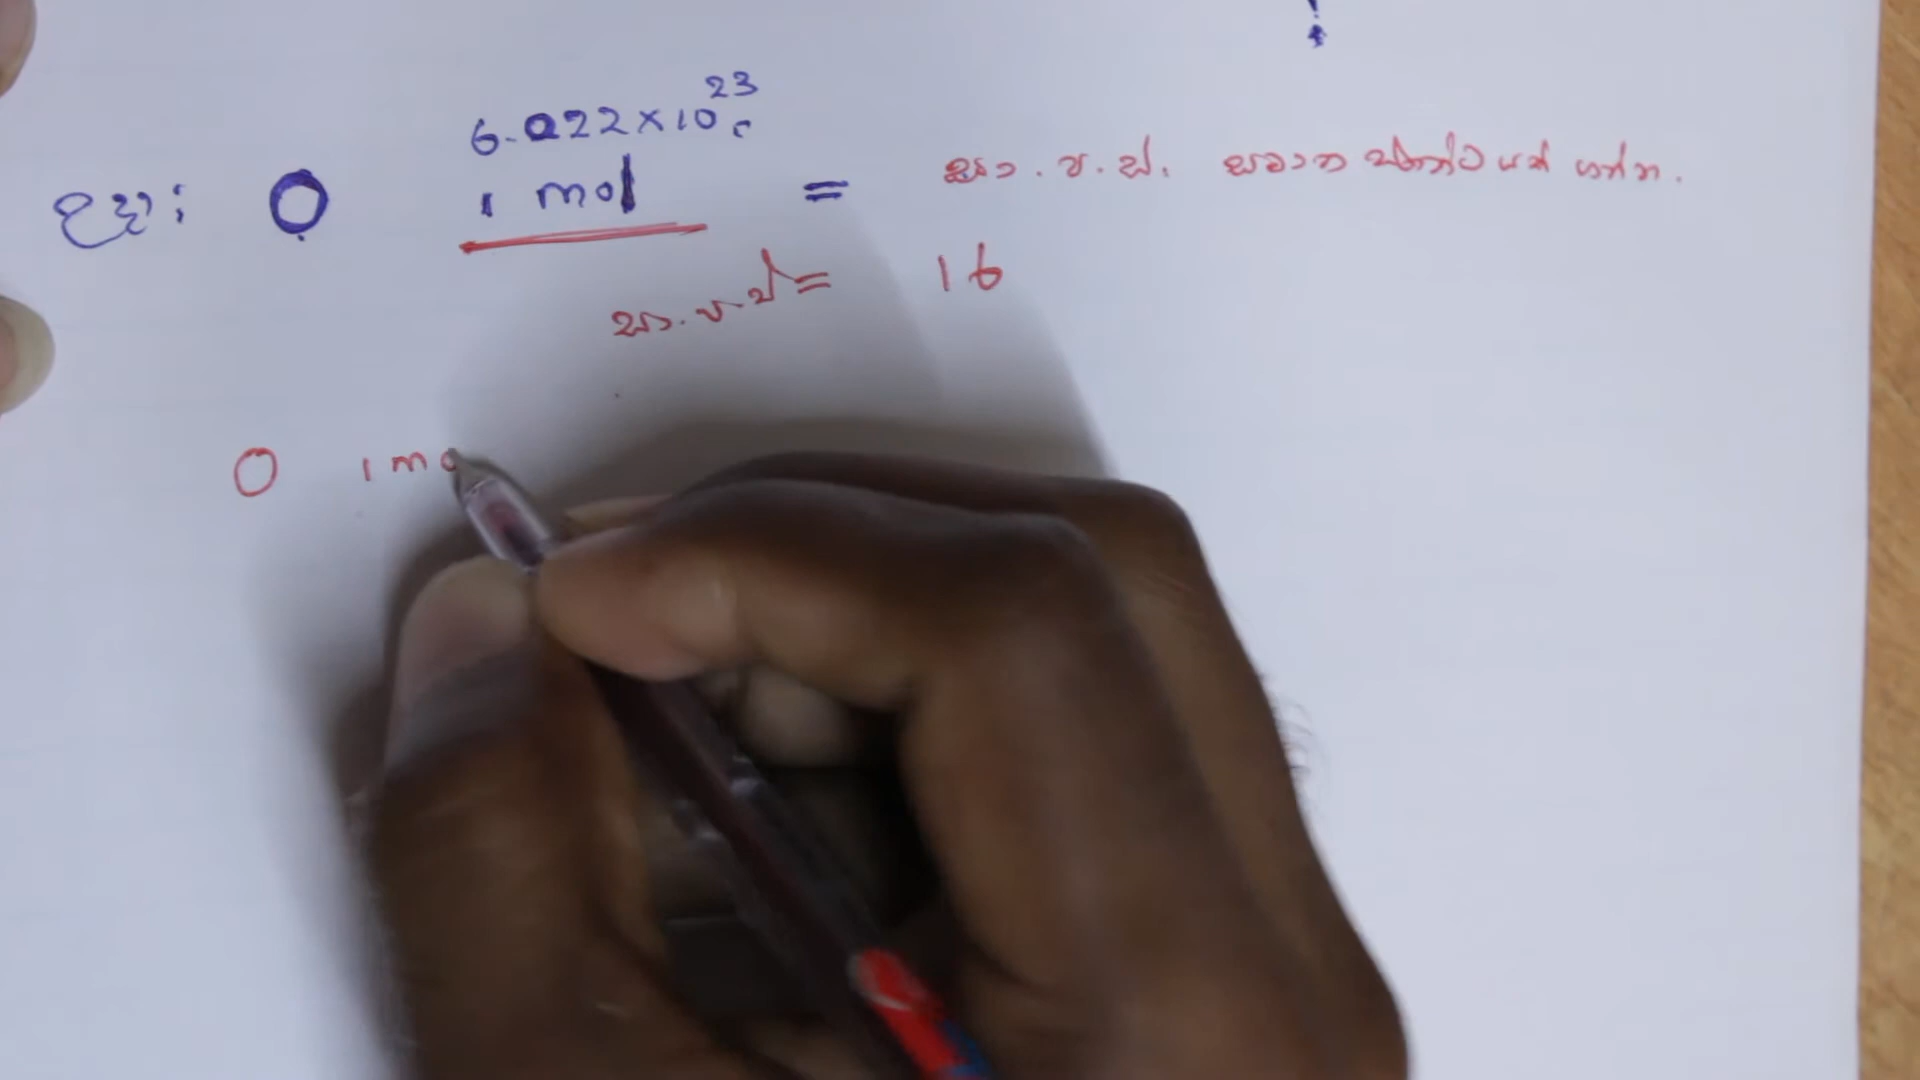 6.022×10²³
උදා: O 1 mol = සා.ප.ස්. සමාන ස්කන්ධයක් ගන්න.
සා.ප.ස් = 16
O 1 mo